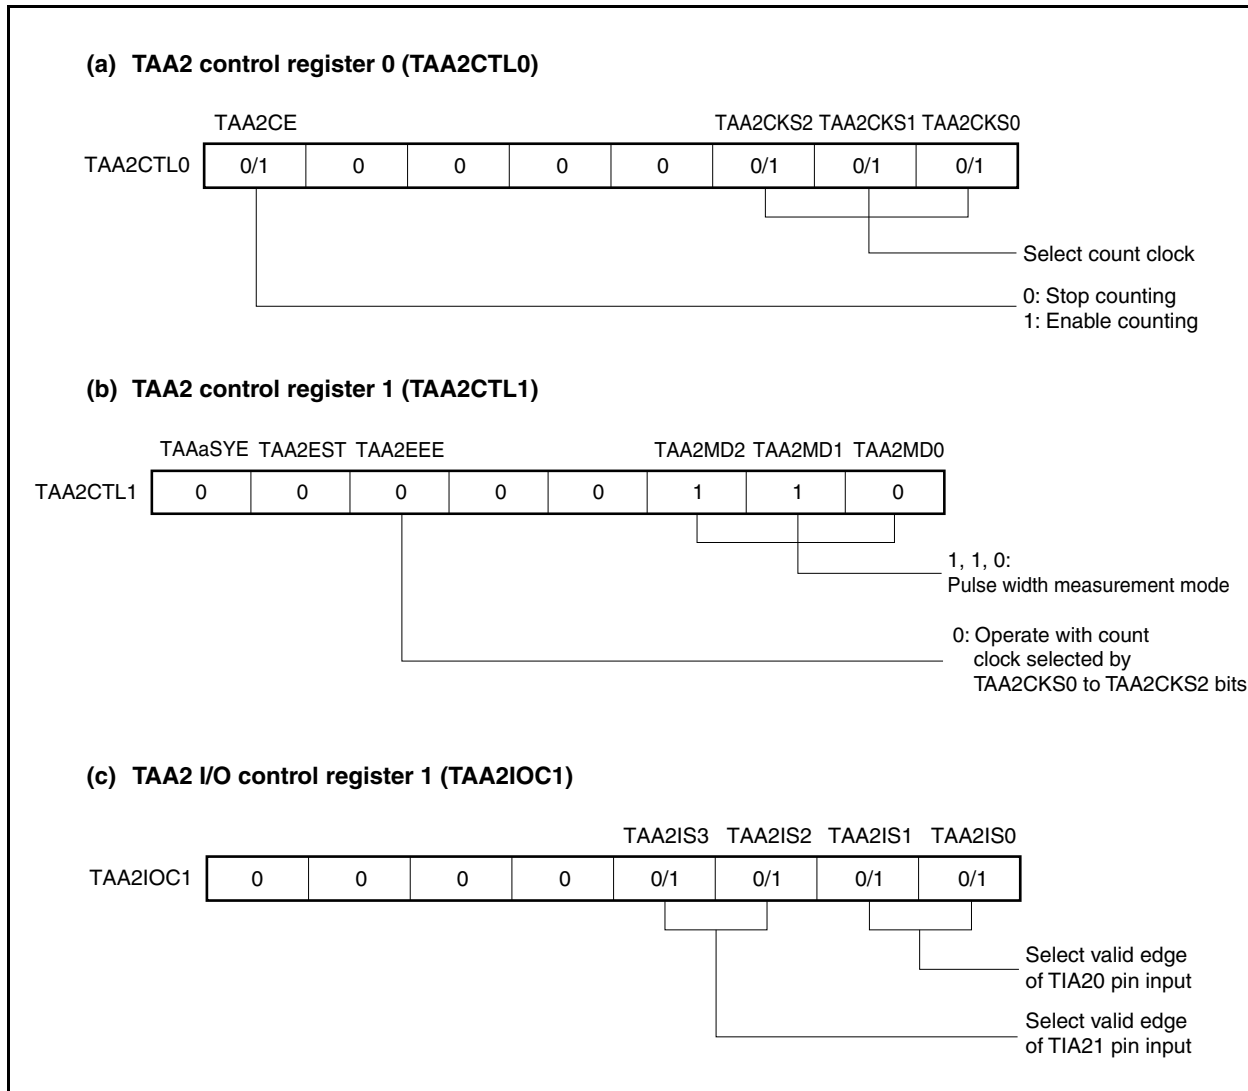 (a) TAA2 control register 0 (TAA2CTL0)
TAA2CE TAA2CKS2 TAA2CKS1 TAA2CKS0
TAA2CTL0 0/1 0 0 0 0 0/1 0/1 0/1
Select count clock
0: Stop counting
1: Enable counting
(b) TAA2 control register 1 (TAA2CTL1)
TAAaSYE TAA2EST TAA2EEE TAA2MD2 TAA2MD1 TAA2MD0
TAA2CTL1 0 0 0 0 0 1 1 0
1, 1, 0:
Pulse width measurement mode
0: Operate with count
clock selected by
TAA2CKS0 to TAA2CKS2 bits
(c) TAA2 I/O control register 1 (TAA2IOC1)
TAA2IS3 TAA2IS2 TAA2IS1 TAA2IS0
TAA2IOC1 0 0 0 0 0/1 0/1 0/1 0/1
Select valid edge
of TIA20 pin input
Select valid edge
of TIA21 pin input